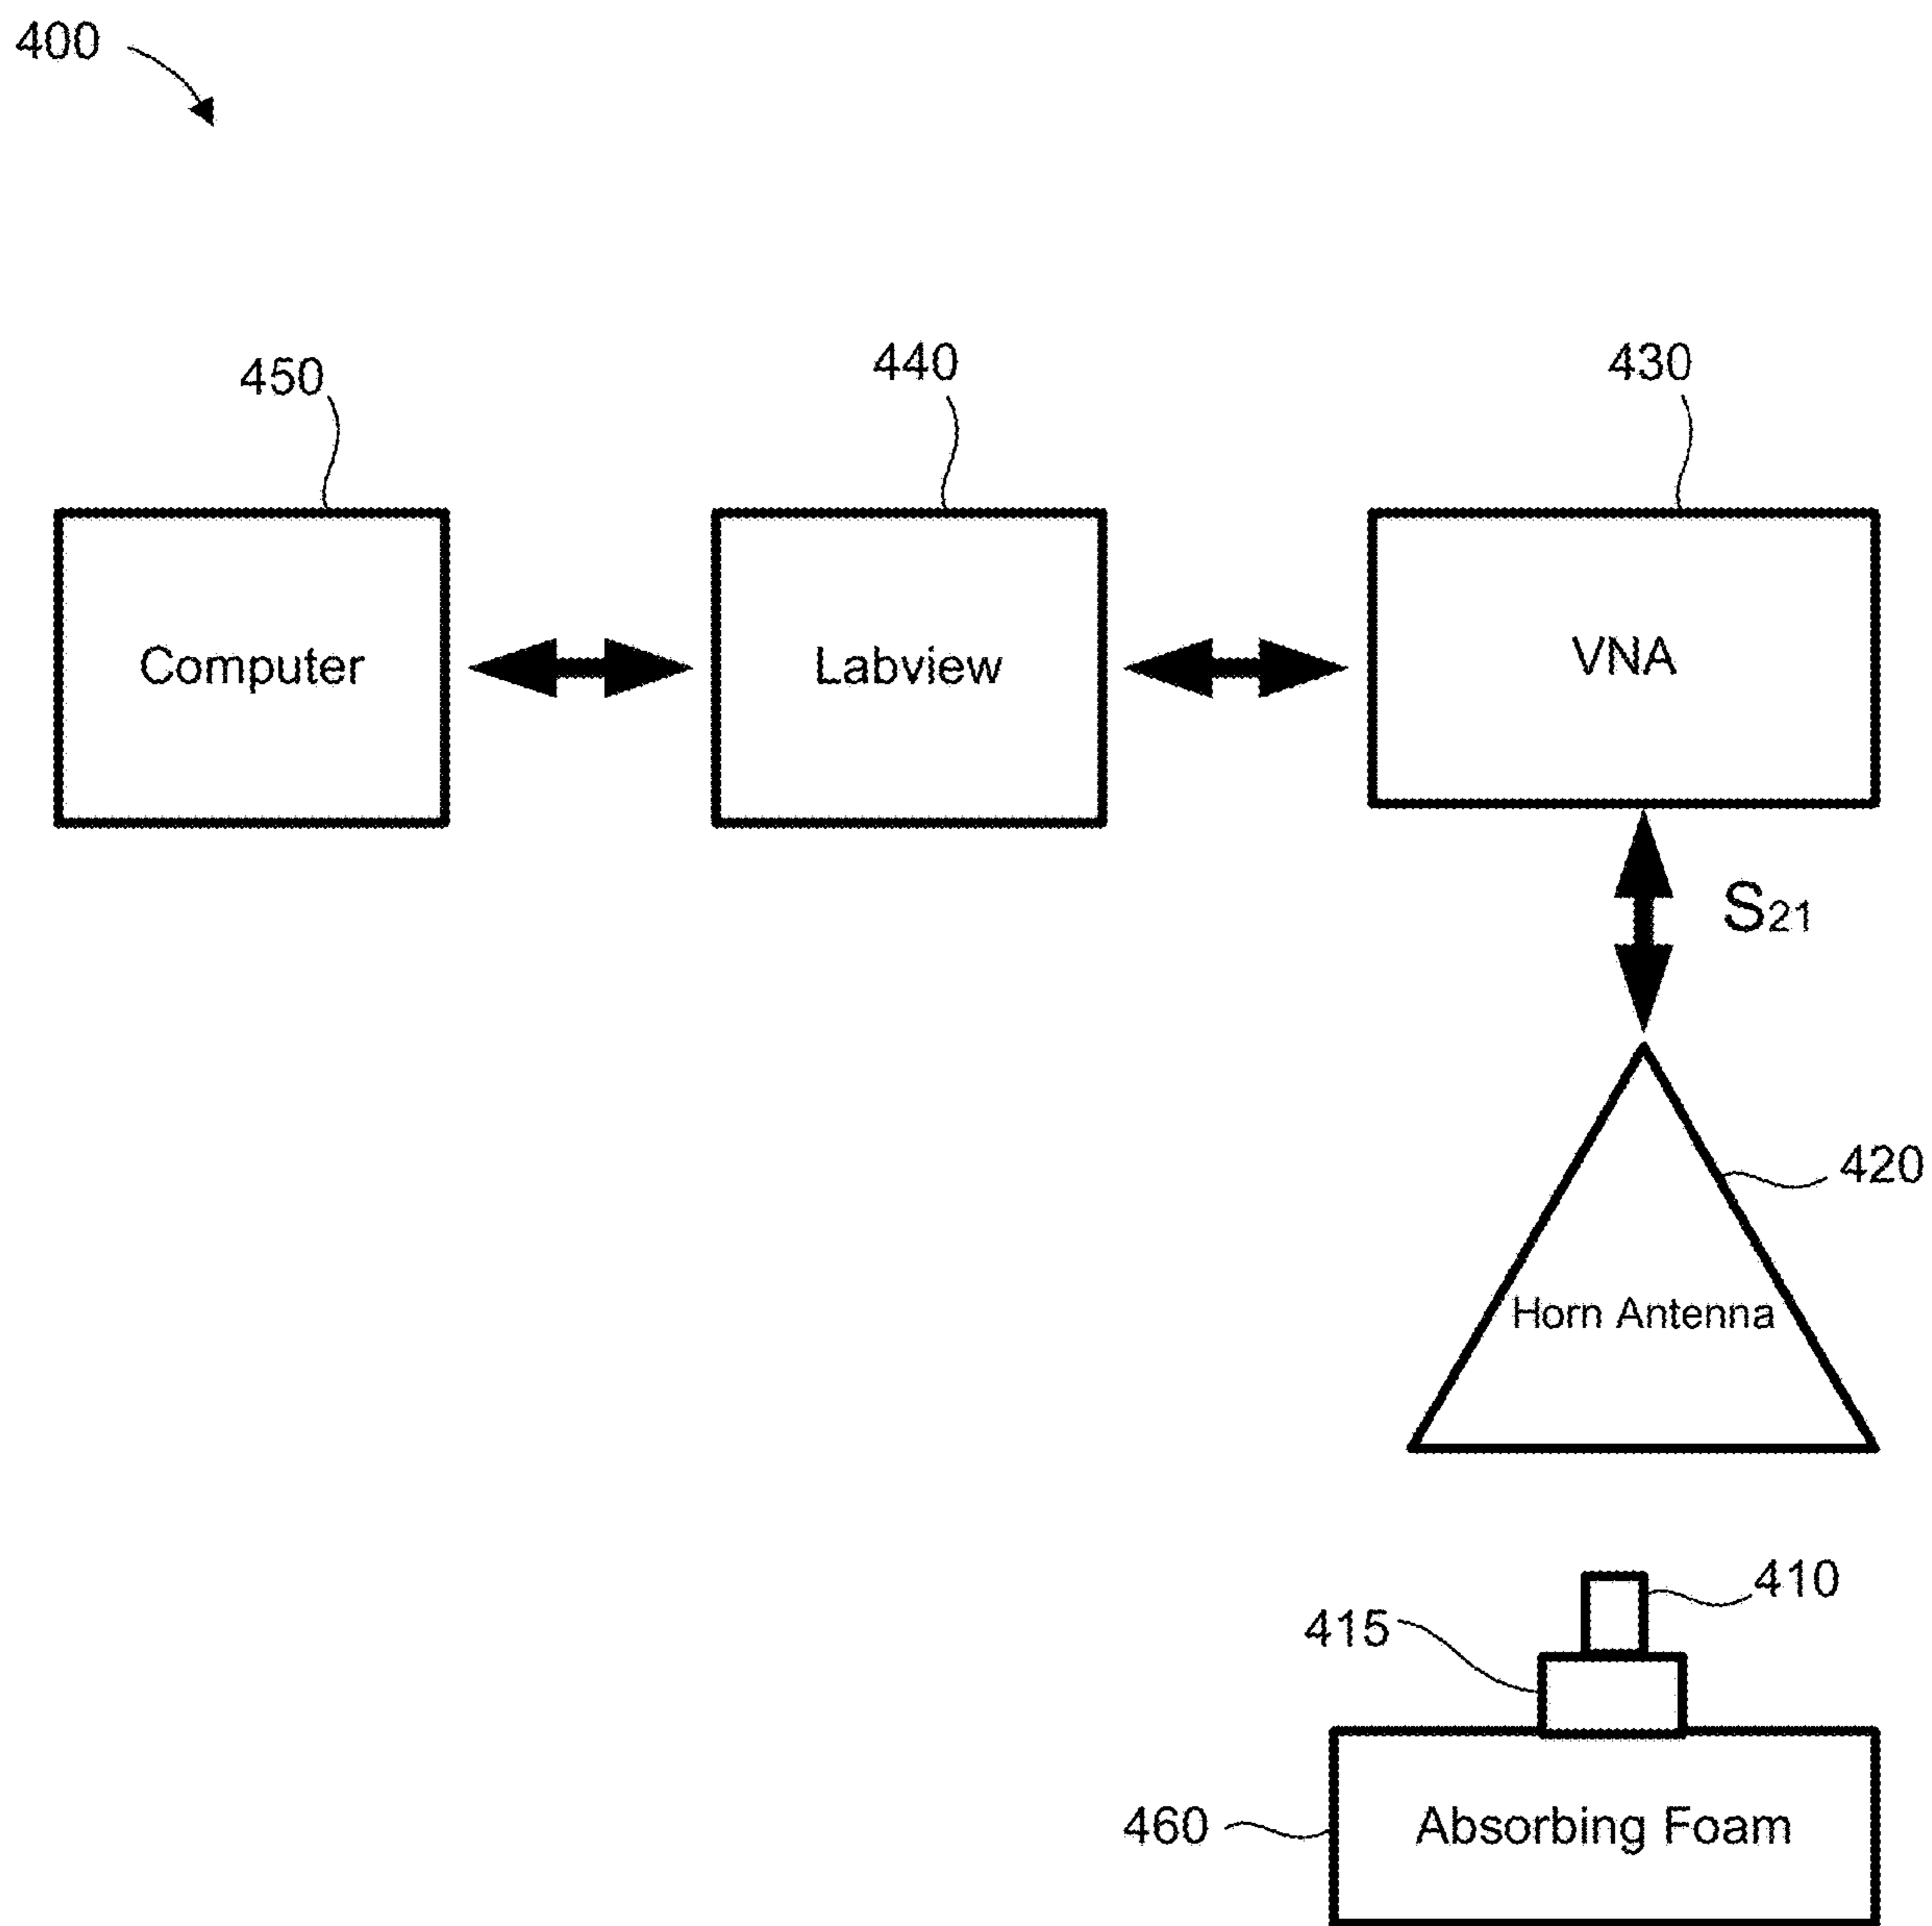 400
450
440
430
Computer
Labview
VNA
S21
420
Horn Antenna
410
415
460
Absorbing Foam